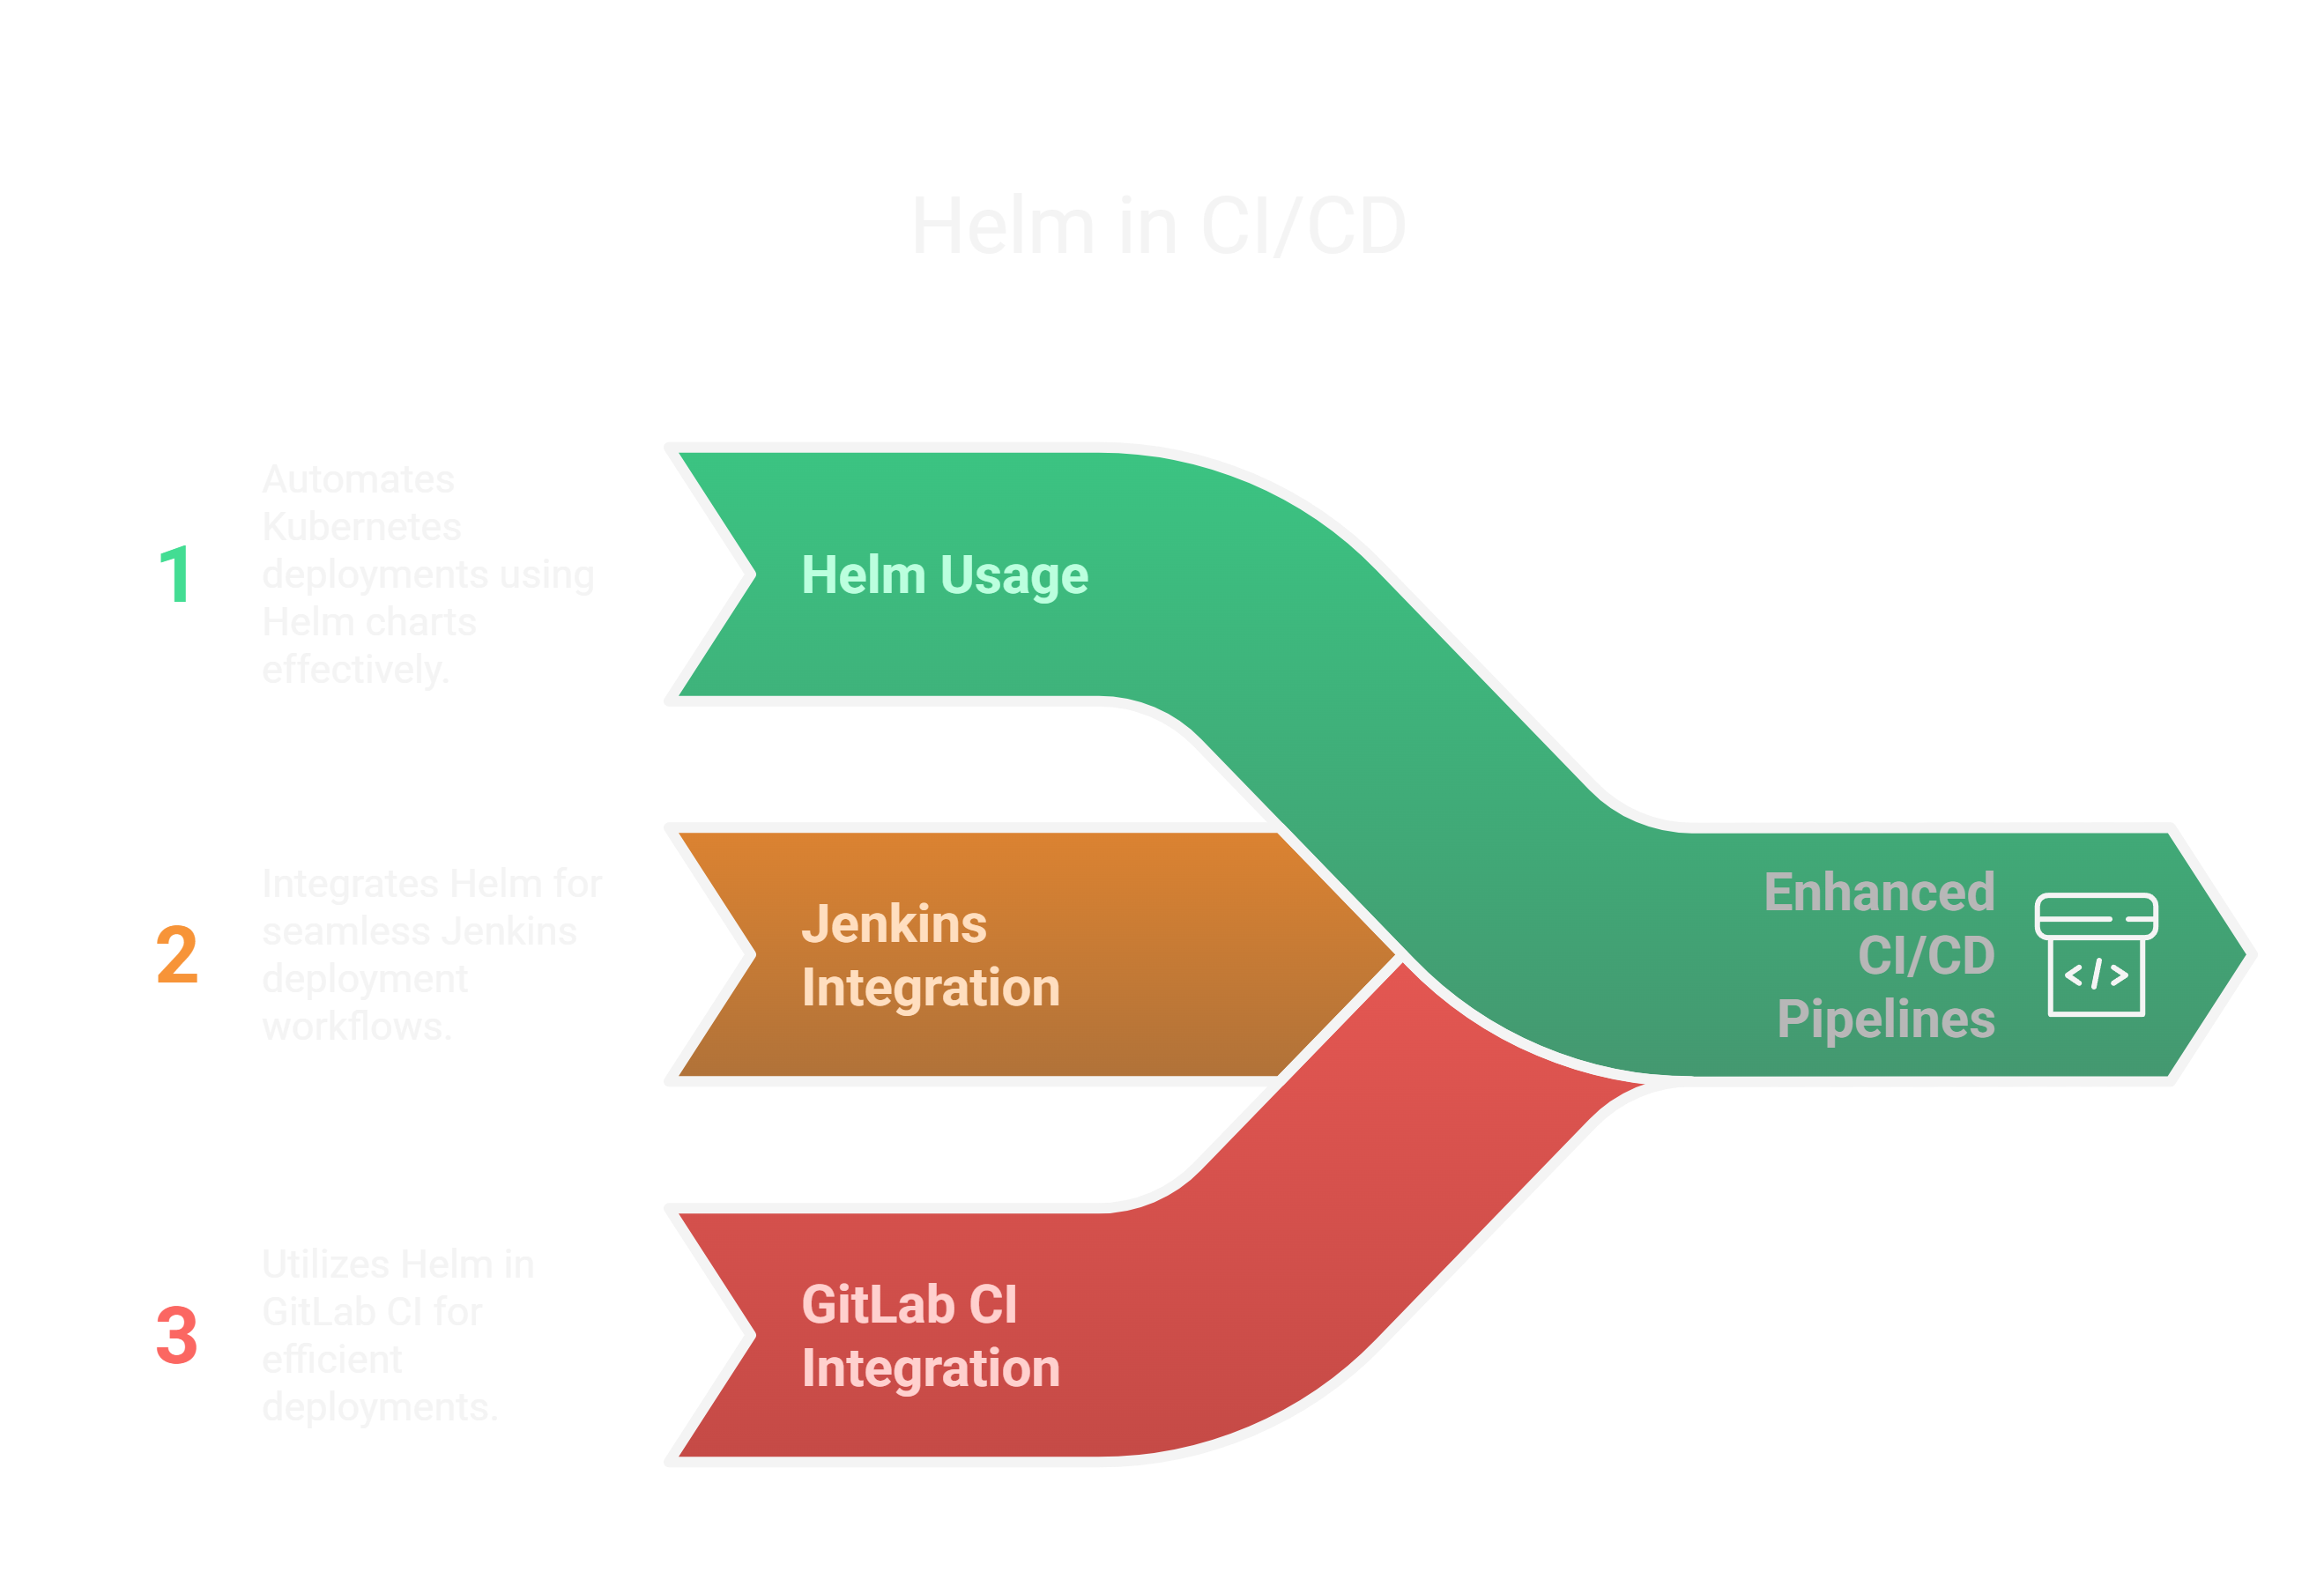 Helm in CI/CD
1
Automates
Kubernetes
deployments using
Helm charts
effectively.
Helm Usage
2
Integrates Helm for
seamless Jenkins
deployment
workflows.
Jenkins
Integration
3
Utilizes Helm in
GitLab CI for
efficient
deployments.
GitLab CI
Integration
Enhanced
CI/CD
Pipelines